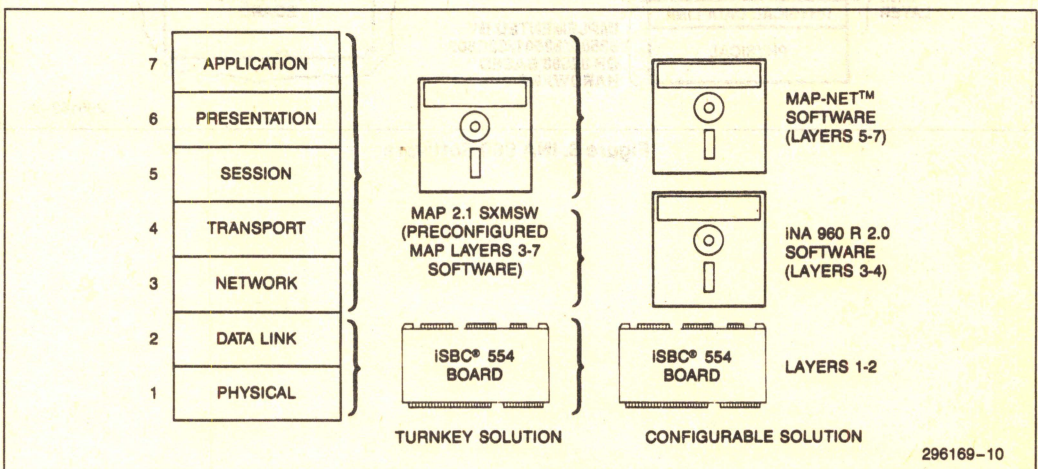 7 APPLICATION
6 PRESENTATION
5 SESSION
4 TRANSPORT
3 NETWORK
2 DATA LINK
1 PHYSICAL
MAP 2.1 SXMSW
(PRECONFIGURED
MAP LAYERS 3-7
SOFTWARE)
iSBC® 554
BOARD
TURNKEY SOLUTION
MAP-NET™
SOFTWARE
(LAYERS 5-7)
iNA 960 R 2.0
SOFTWARE
(LAYERS 3-4)
iSBC® 554
BOARD
LAYERS 1-2
CONFIGURABLE SOLUTION
296169-10